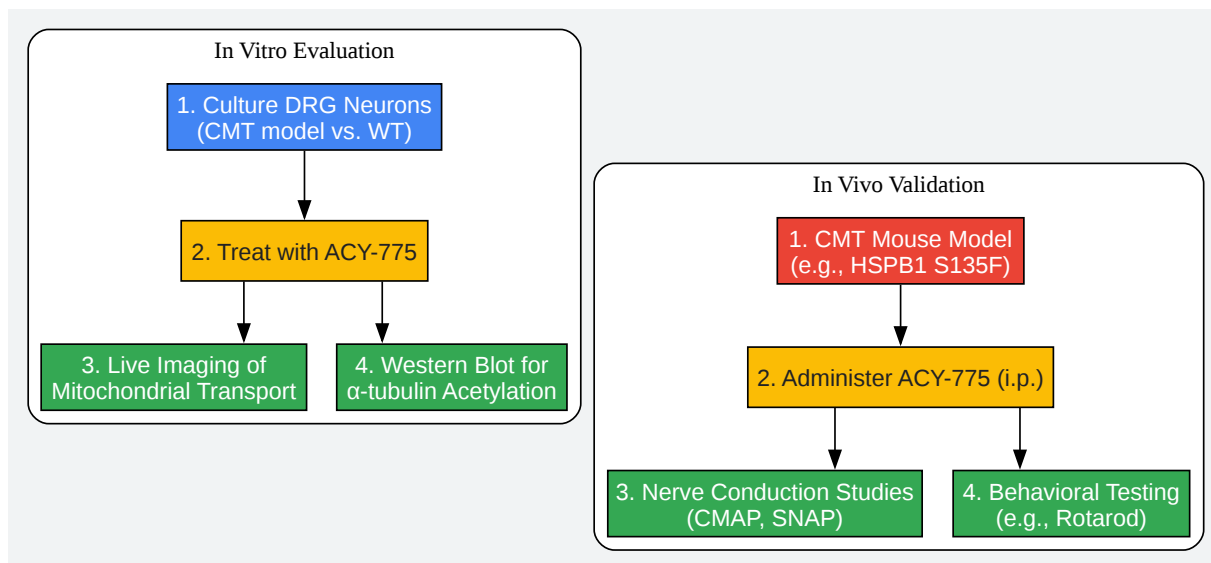 In Vitro Evaluation
1. Culture DRG Neurons
(CMT model vs. WT)
2. Treat with ACY-775
3. Live Imaging of
Mitochondrial Transport
4. Western Blot for
α-tubulin Acetylation
In Vivo Validation
1. CMT Mouse Model
(e.g., HSPB1 S135F)
2. Administer ACY-775 (i.p.)
3. Nerve Conduction Studies
(CMAP, SNAP)
4. Behavioral Testing
(e.g., Rotarod)